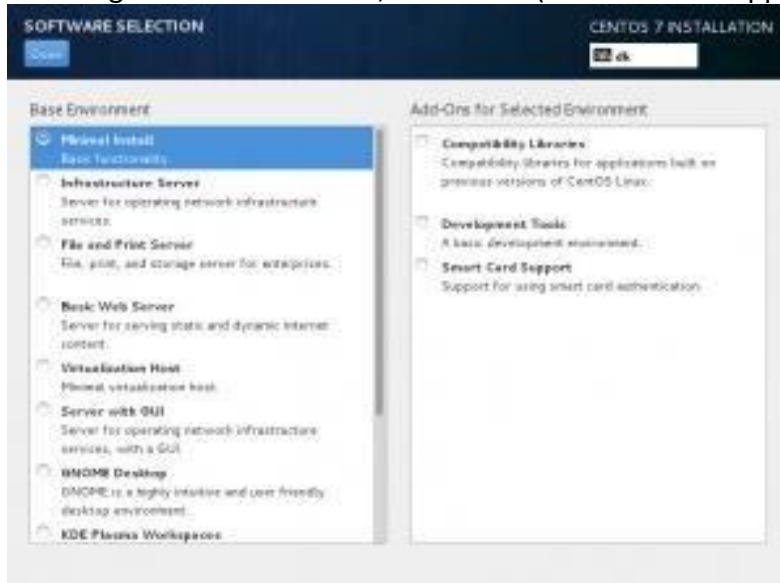 SOFTWARE SELECTION
CENTOS 7 INSTALLATION
Done
dk
Base Environment
Minimal Install
Basic functionality.
Infrastructure Server
Server for operating network infrastructure
services.
File and Print Server
File, print, and storage server for enterprises.
Basic Web Server
Server for serving static and dynamic internet
content.
Virtualization Host
Minimal virtualization host.
Server with GUI
Server for operating network infrastructure
services, with a GUI.
GNOME Desktop
GNOME is a highly intuitive and user friendly
desktop environment.
KDE Plasma Workspaces
Add-Ons for Selected Environment
Compatibility Libraries
Compatibility libraries for applications built on
previous versions of CentOS Linux.
Development Tools
A basic development environment.
Smart Card Support
Support for using smart card authentication.